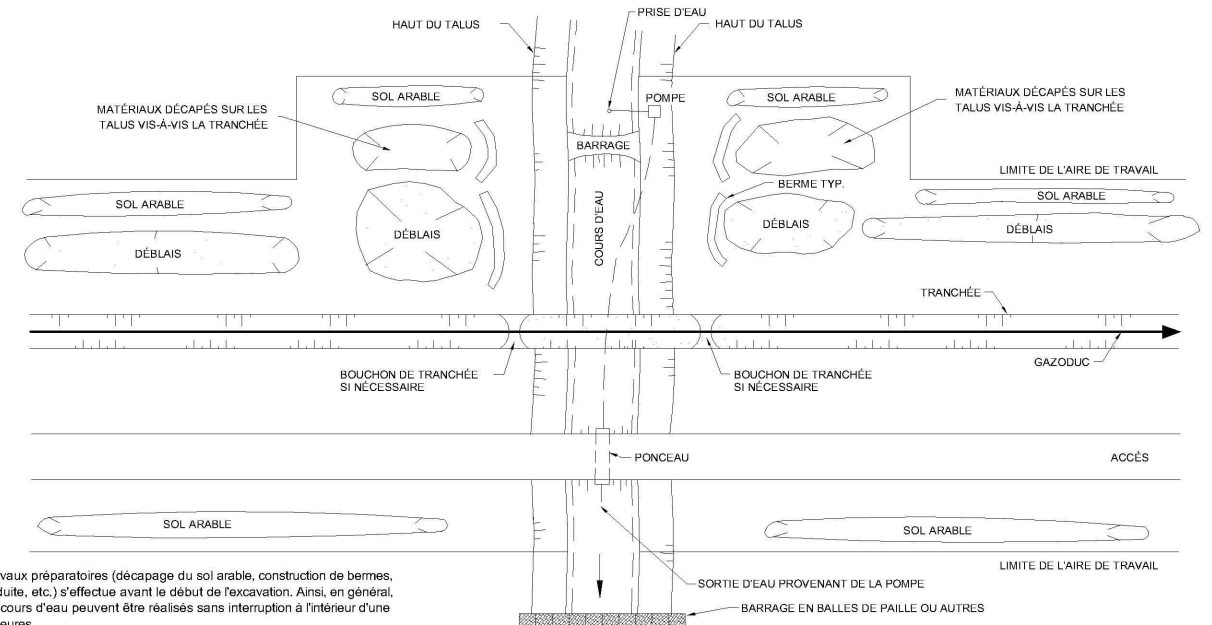 PRISE D'EAU
HAUT DU TALUS
HAUT DU TALUS
SOL ARABLE
POMPE
SOL ARABLE
MATÉRIAUX DÉCAPÉS SUR LES
TALUS VIS-À-VIS LA TRANCHÉE
MATÉRIAUX DÉCAPÉS SUR LES
TALUS VIS-À-VIS LA TRANCHÉE
BARRAGE
LIMITE DE L'AIRE DE TRAVAIL
BERME TYP.
SOL ARABLE
SOL ARABLE
COURS D'EAU
DÉBLAIS
DÉBLAIS
DÉBLAIS
DÉBLAIS
TRANCHÉE
GAZODUC
BOUCHON DE TRANCHÉE
SI NÉCESSAIRE
BOUCHON DE TRANCHÉE
SI NÉCESSAIRE
PONCEAU
ACCÈS
SOL ARABLE
SOL ARABLE
LIMITE DE L'AIRE DE TRAVAIL
vaux préparatoires (décapage du sol arable, construction de bermes,
duite, etc.) s'effectue avant le début de l'excavation. Ainsi, en général,
cours d'eau peuvent être réalisés sans interruption à l'intérieur d'une
eures.
SORTIE D'EAU PROVENANT DE LA POMPE
BARRAGE EN BALLES DE PAILLE OU AUTRES